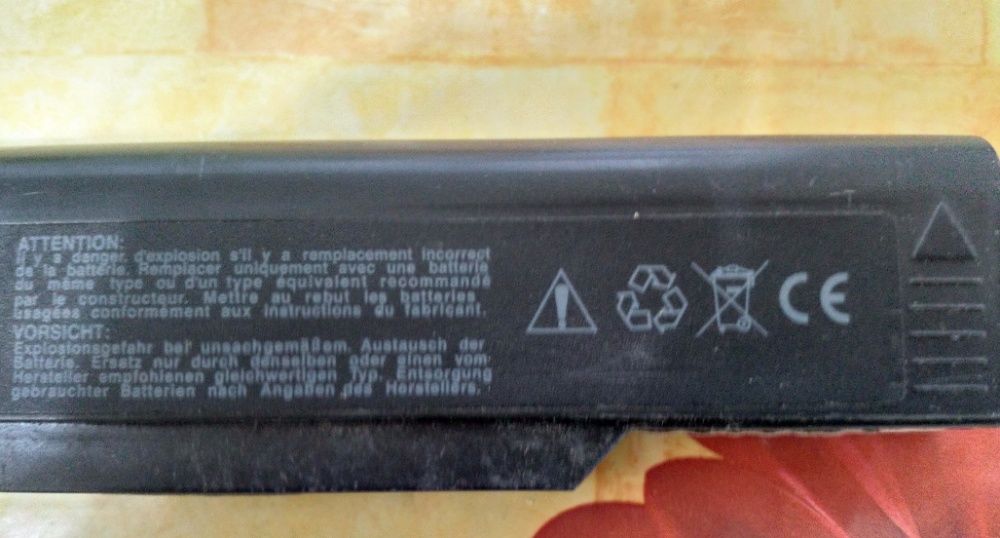 ATTENTION:
Il y a danger d'explosion s'il y a remplacement incorrect
de la batterie. Remplacer uniquement avec une batterie
du même type ou d'un type équivalent recommandé
par le constructeur. Mettre au rebut les batteries
usagées conformément aux instructions du fabricant.
VORSICHT:
Explosionsgefahr bei unsachgemäßem Austausch der
Batterie. Ersatz nur durch denselben oder einen vom
Hersteller empfohlenen gleichwertigen Typ. Entsorgung
gebrauchter Batterien nach Angaben des Herstellers.
CE